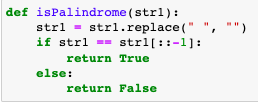 def isPalindrome(str1):
    str1 = str1.replace(" ", "")
    if str1 == str1[::-1]:
        return True
    else:
        return False